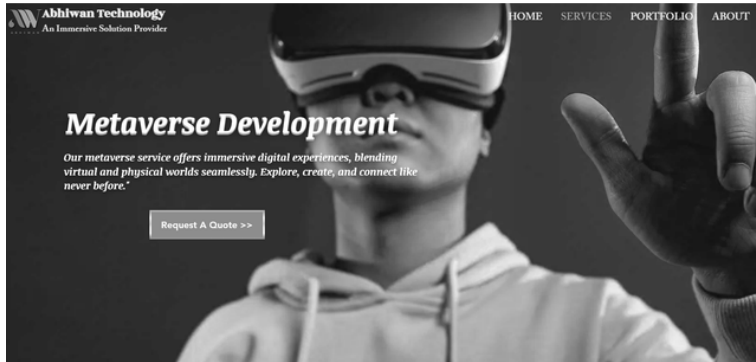 Abhiwan Technology
An Immersive Solution Provider
HOME SERVICES PORTFOLIO ABOUT
Metaverse Development
Our metaverse service offers immersive digital experiences, blending
virtual and physical worlds seamlessly. Explore, create, and connect like
never before."
Request A Quote >>